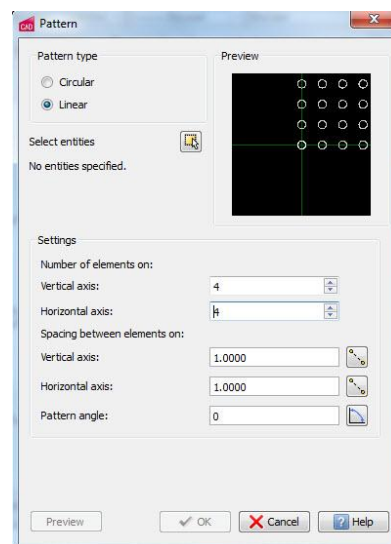 CAD Pattern
Pattern type
Circular
Linear
Preview
Select entities
No entities specified.
Settings
Number of elements on:
Vertical axis: 4
Horizontal axis: 4
Spacing between elements on:
Vertical axis: 1.0000
Horizontal axis: 1.0000
Pattern angle: 0
Preview OK Cancel ? Help